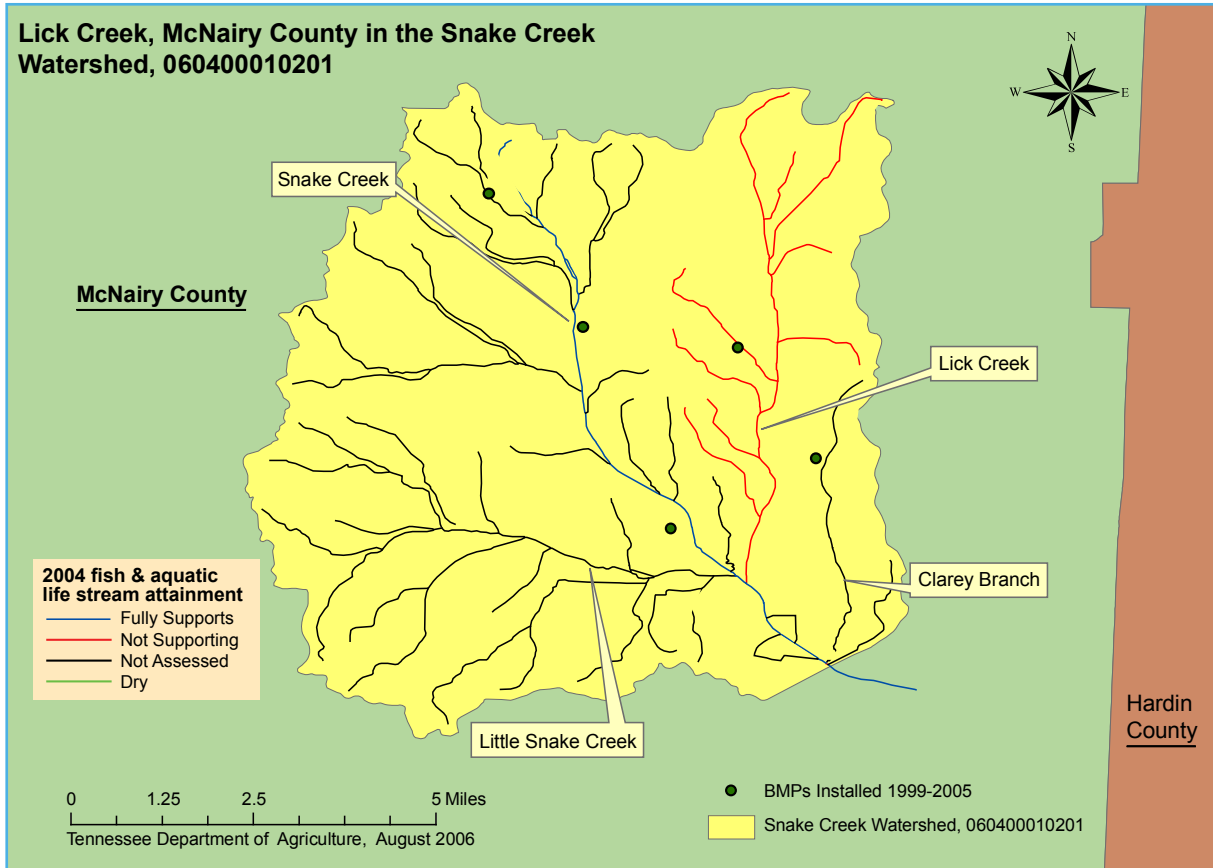 Lick Creek, McNairy County in the Snake Creek
Watershed, 060400010201
N
W
E
S
Snake Creek
McNairy County
Lick Creek
Clarey Branch
2004 fish & aquatic
life stream attainment
Fully Supports
Not Supporting
Not Assessed
Dry
Little Snake Creek
Hardin
County
0 1.25 2.5 5 Miles
Tennessee Department of Agriculture, August 2006
BMPs Installed 1999-2005
Snake Creek Watershed, 060400010201